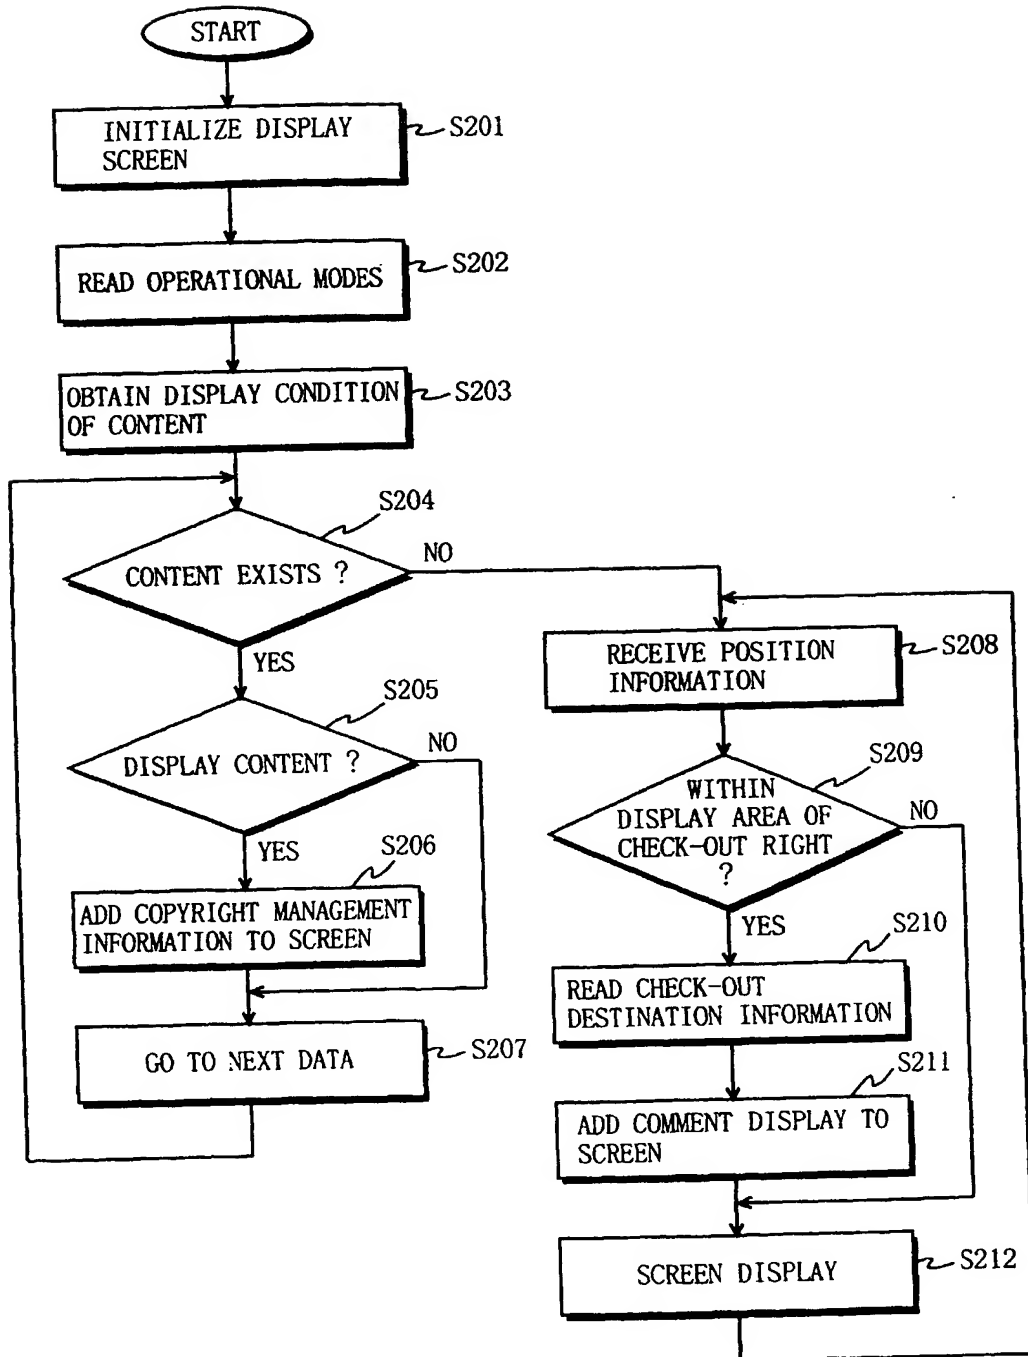 START
INITIALIZE DISPLAY
SCREEN
S201
READ OPERATIONAL MODES
S202
OBTAIN DISPLAY CONDITION
OF CONTENT
S203
S204
CONTENT EXISTS ?
NO
YES
S205
DISPLAY CONTENT ?
NO
YES
S206
ADD COPYRIGHT MANAGEMENT
INFORMATION TO SCREEN
GO TO NEXT DATA
S207
RECEIVE POSITION
INFORMATION
S208
S209
WITHIN
DISPLAY AREA OF
CHECK-OUT RIGHT
?
NO
YES
S210
READ CHECK-OUT
DESTINATION INFORMATION
S211
ADD COMMENT DISPLAY TO
SCREEN
SCREEN DISPLAY
S212